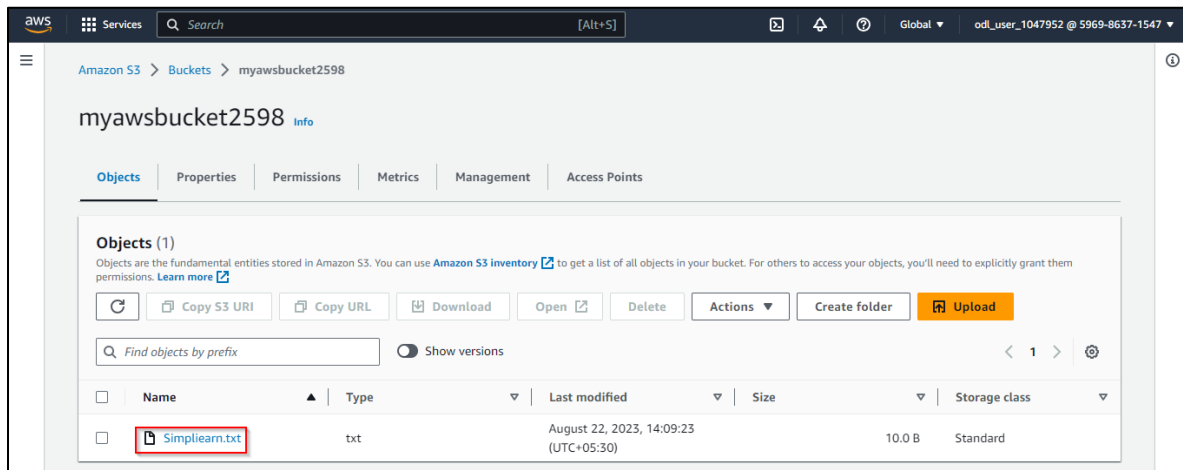 aws Services Search [Alt+S] Global odl_user_1047952 @ 5969-8637-1547
Amazon S3 > Buckets > myawsbucket2598
myawsbucket2598 Info
Objects Properties Permissions Metrics Management Access Points
Objects (1)
Objects are the fundamental entities stored in Amazon S3. You can use Amazon S3 inventory to get a list of all objects in your bucket. For others to access your objects, you'll need to explicitly grant them
permissions. Learn more
Copy S3 URI Copy URL Download Open Delete Actions Create folder Upload
Find objects by prefix Show versions < 1 >
Name Type Last modified Size Storage class
Simpliearn.txt txt August 22, 2023, 14:09:23 10.0 B Standard
(UTC+05:30)